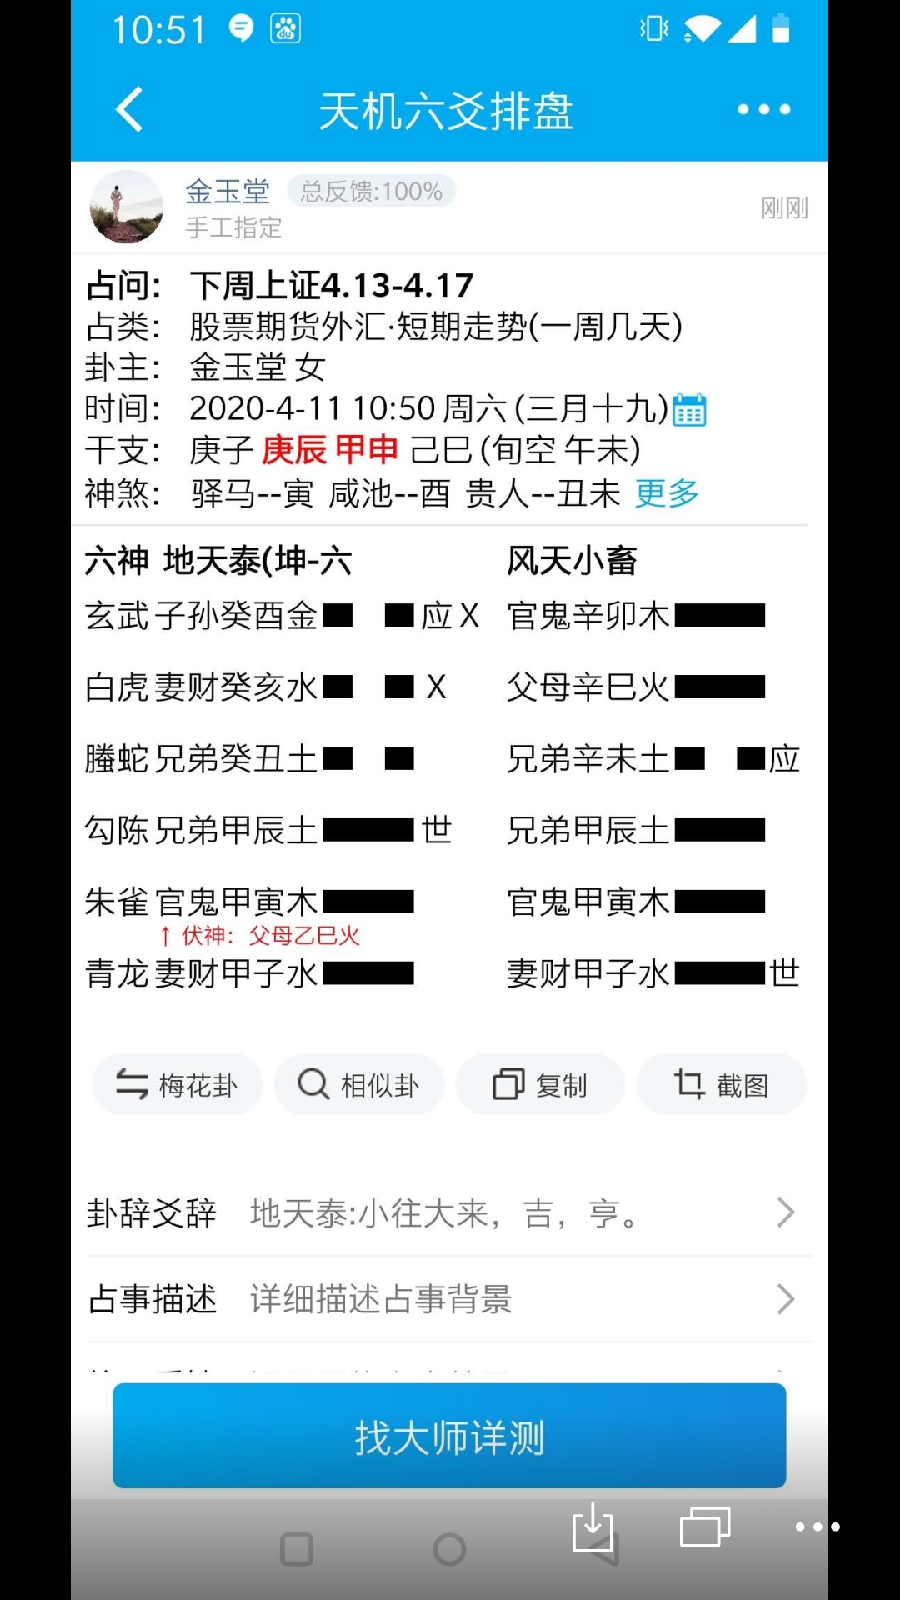 10:51
天机六爻排盘
金玉堂 总反馈:100%
手工指定
刚刚
占问: 下周上证4.13-4.17
占类: 股票期货外汇·短期走势(一周几天)
卦主: 金玉堂 女
时间: 2020-4-11 10:50 周六 (三月十九)
干支: 庚子 庚辰 甲申 己巳 (旬空 午未)
神煞: 驿马--寅 咸池--酉 贵人--丑未 更多
六神 地天泰(坤-六 风天小畜
玄武 子孙癸酉金 应 X 官鬼辛卯木
白虎 妻财癸亥水 X 父母辛巳火
螣蛇 兄弟癸丑土 兄弟辛未土 应
勾陈 兄弟甲辰土 世 兄弟甲辰土
朱雀 官鬼甲寅木 官鬼甲寅木
↑ 伏神: 父母乙巳火
青龙 妻财甲子水 妻财甲子水 世
梅花卦 相似卦 复制 截图
卦辞爻辞 地天泰:小往大来，吉，亨。
占事描述 详细描述占事背景
找大师详测